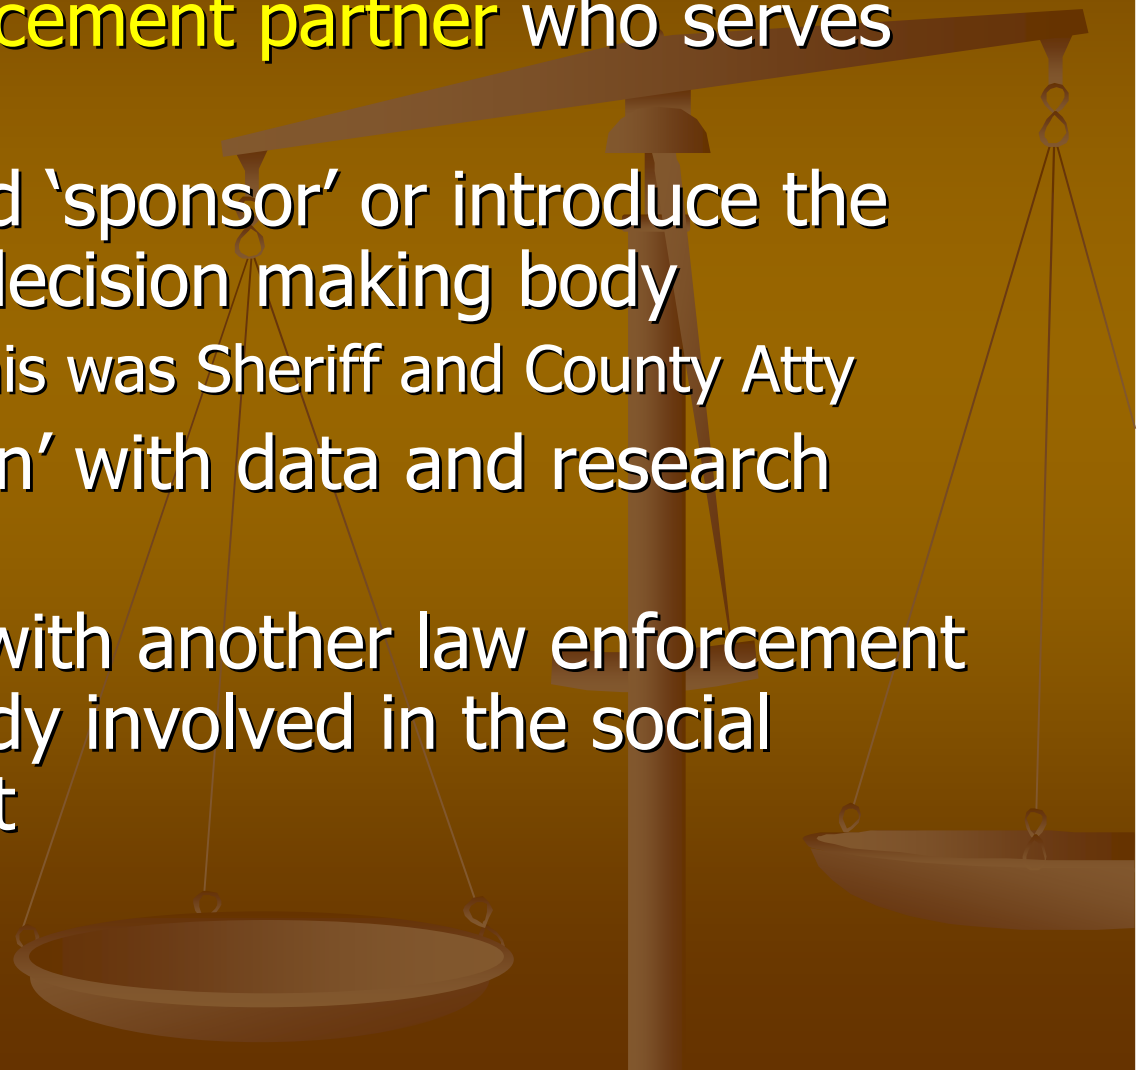 cement partner who serves
d ‘sponsor’ or introduce the
decision making body
his was Sheriff and County Atty
n’ with data and research
with another law enforcement
dy involved in the social
t